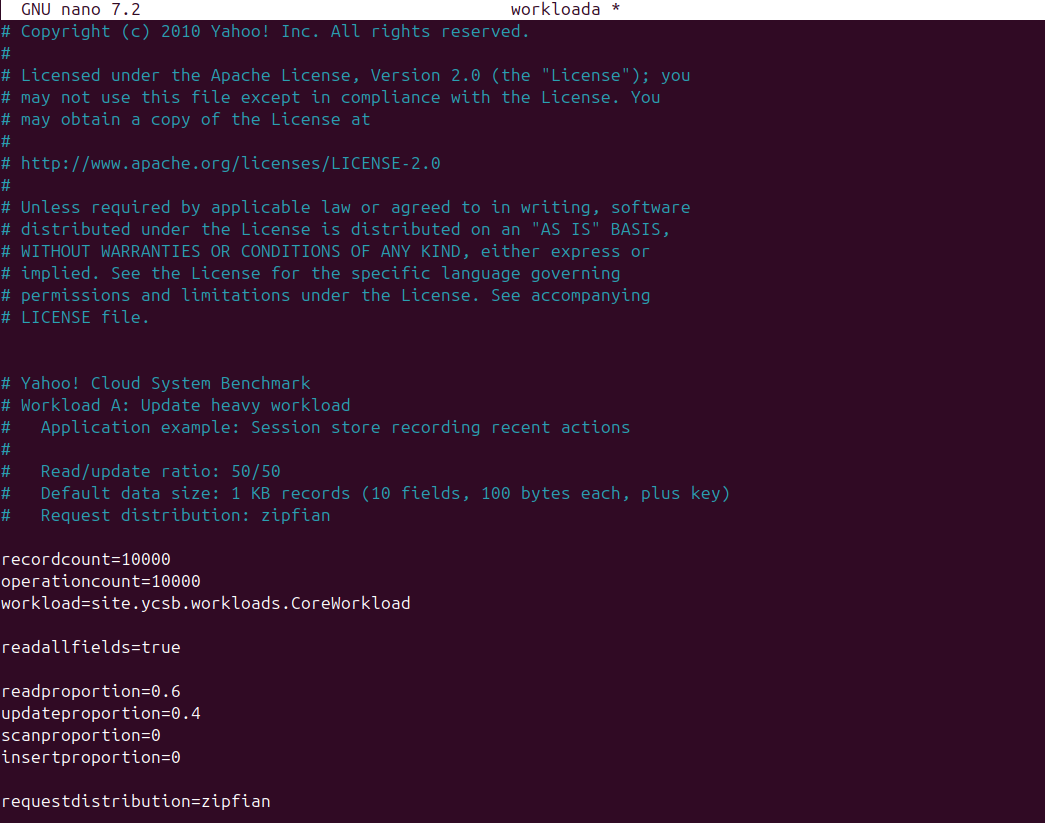 GNU nano 7.2 workloada *
# Copyright (c) 2010 Yahoo! Inc. All rights reserved.
#
# Licensed under the Apache License, Version 2.0 (the "License"); you
# may not use this file except in compliance with the License. You
# may obtain a copy of the License at
#
# http://www.apache.org/licenses/LICENSE-2.0
#
# Unless required by applicable law or agreed to in writing, software
# distributed under the License is distributed on an "AS IS" BASIS,
# WITHOUT WARRANTIES OR CONDITIONS OF ANY KIND, either express or
# implied. See the License for the specific language governing
# permissions and limitations under the License. See accompanying
# LICENSE file.
# Yahoo! Cloud System Benchmark
# Workload A: Update heavy workload
#   Application example: Session store recording recent actions
#
#   Read/update ratio: 50/50
#   Default data size: 1 KB records (10 fields, 100 bytes each, plus key)
#   Request distribution: zipfian
recordcount=10000
operationcount=10000
workload=site.ycsb.workloads.CoreWorkload
readallfields=true
readproportion=0.6
updateproportion=0.4
scanproportion=0
insertproportion=0
requestdistribution=zipfian